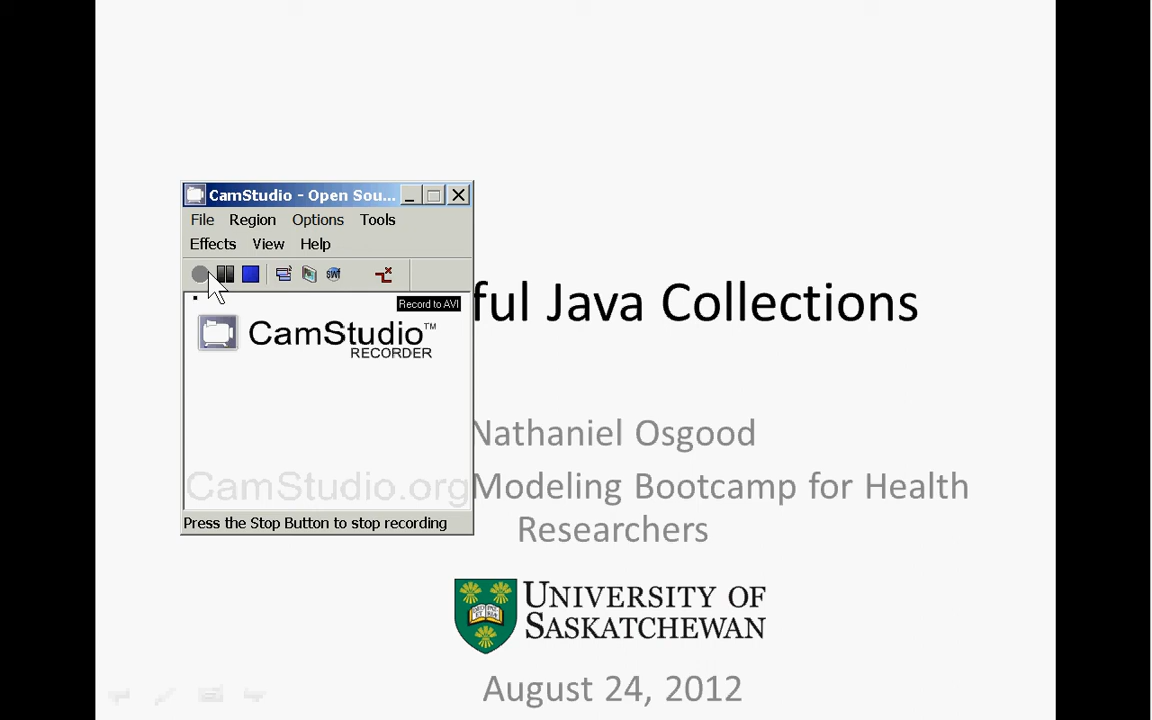 CamStudio - Open Sou...
File Region Options Tools
Effects View Help
swf
Record to AVI
CamStudio™
RECORDER
CamStudio.org
Press the Stop Button to stop recording
ful Java Collections
Nathaniel Osgood
Modeling Bootcamp for Health
Researchers
UNIVERSITY OF
SASKATCHEWAN
August 24, 2012